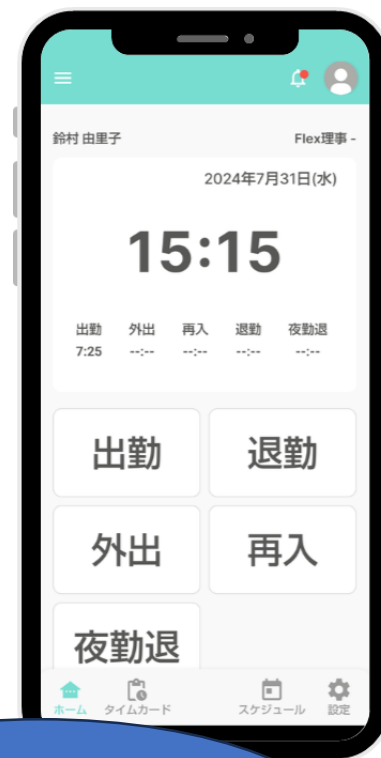 鈴村 由里子 Flex理事 -
2024年7月31日(水)
15:15
出勤 外出 再入 退勤 夜勤退
7:25 --:-- --:-- --:-- --:--
出勤 退勤
外出 再入
夜勤退
ホーム タイムカード スケジュール 設定